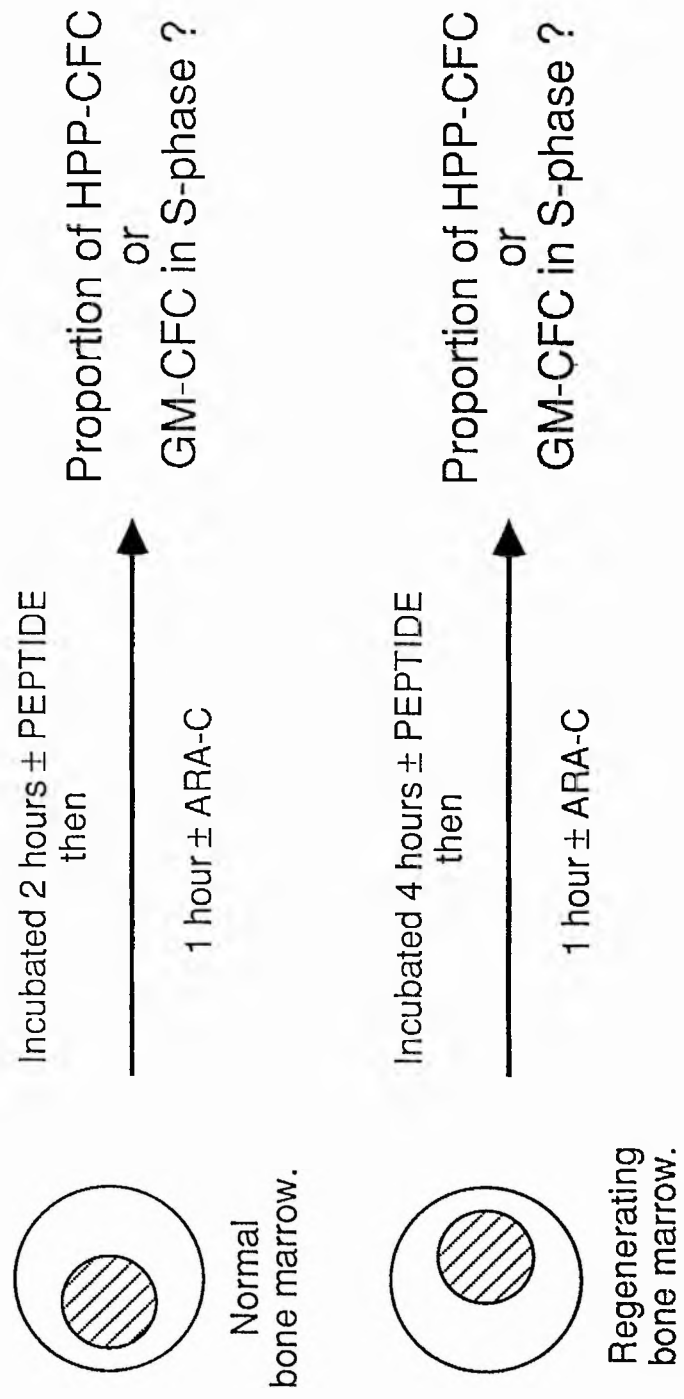 Normal
bone marrow.
Incubated 2 hours ± PEPTIDE
then
1 hour ± ARA-C
Proportion of HPP-CFC
or
GM-CFC in S-phase ?
Regenerating
bone marrow.
Incubated 4 hours ± PEPTIDE
then
1 hour ± ARA-C
Proportion of HPP-CFC
or
GM-CFC in S-phase ?